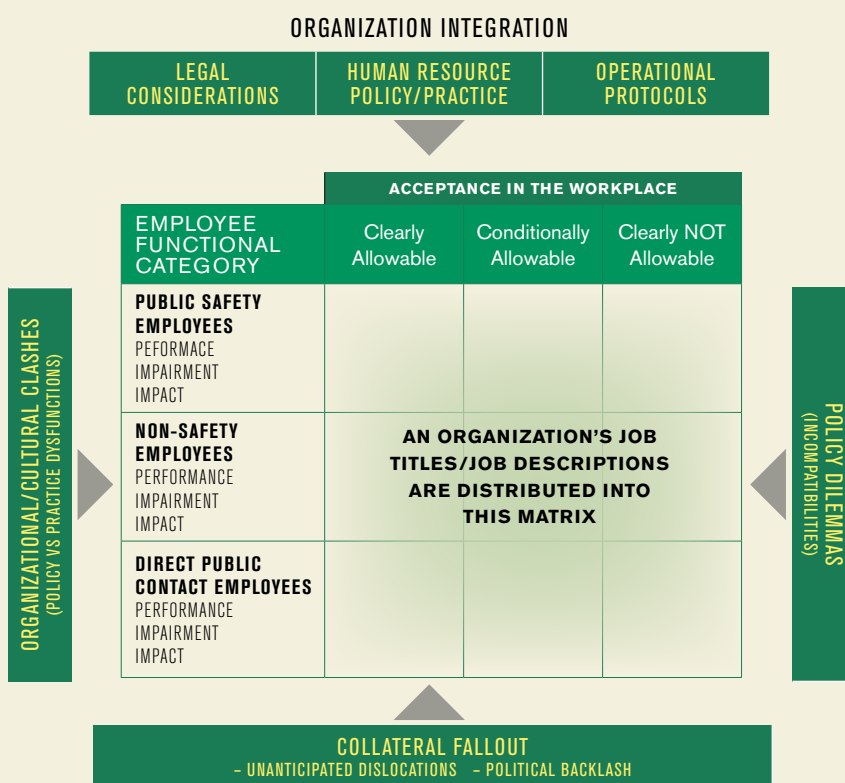 ORGANIZATION INTEGRATION
LEGAL
CONSIDERATIONS
HUMAN RESOURCE
POLICY/PRACTICE
OPERATIONAL
PROTOCOLS
ACCEPTANCE IN THE WORKPLACE
EMPLOYEE
FUNCTIONAL
CATEGORY
Clearly
Allowable
Conditionally
Allowable
Clearly NOT
Allowable
PUBLIC SAFETY
EMPLOYEES
PEFORMACE
IMPAIRMENT
IMPACT
NON-SAFETY
EMPLOYEES
PERFORMANCE
IMPAIRMENT
IMPACT
DIRECT PUBLIC
CONTACT EMPLOYEES
PERFORMANCE
IMPAIRMENT
IMPACT
AN ORGANIZATION’S JOB
TITLES/JOB DESCRIPTIONS
ARE DISTRIBUTED INTO
THIS MATRIX
ORGANIZATIONAL/CULTURAL CLASHES
(POLICY VS PRACTICE DYSFUNCTIONS)
POLICY DILEMMAS
(INCOMPATIBILITIES)
COLLATERAL FALLOUT
– UNANTICIPATED DISLOCATIONS – POLITICAL BACKLASH